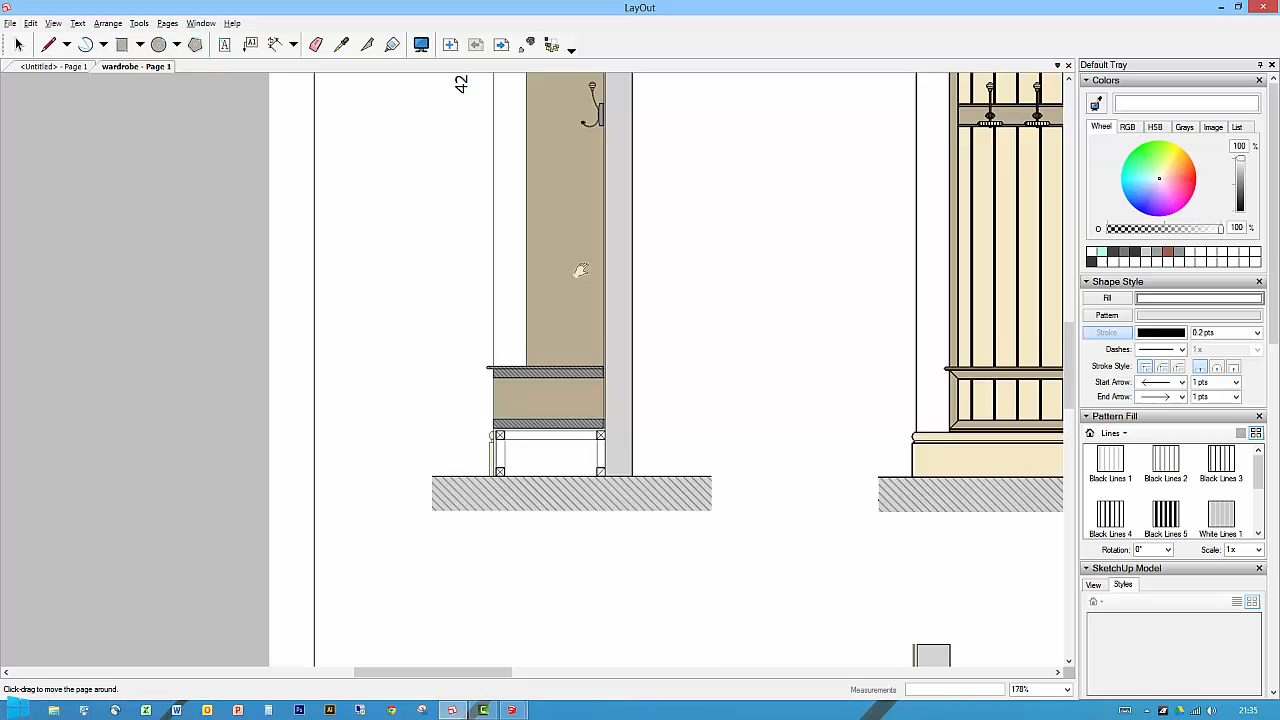 LayOut
File Edit View Text Arrange Tools Pages Window Help
<Untitled> - Page 1 wardrobe - Page 1
Default Tray
Colors
Wheel RGB HSB Grays Image List
100 %
100 %
Shape Style
Fill
Pattern
Stroke 0.2 pts
Dashes: 1 x
Stroke Style:
Start Arrow: 1 pts
End Arrow: 1 pts
Pattern Fill
Lines
Black Lines 1 Black Lines 2 Black Lines 3
Black Lines 4 Black Lines 5 White Lines 1
Rotation: 0° Scale: 1 x
SketchUp Model
View Styles
42
Click-drag to move the page around.
Measurements
178%
21:35